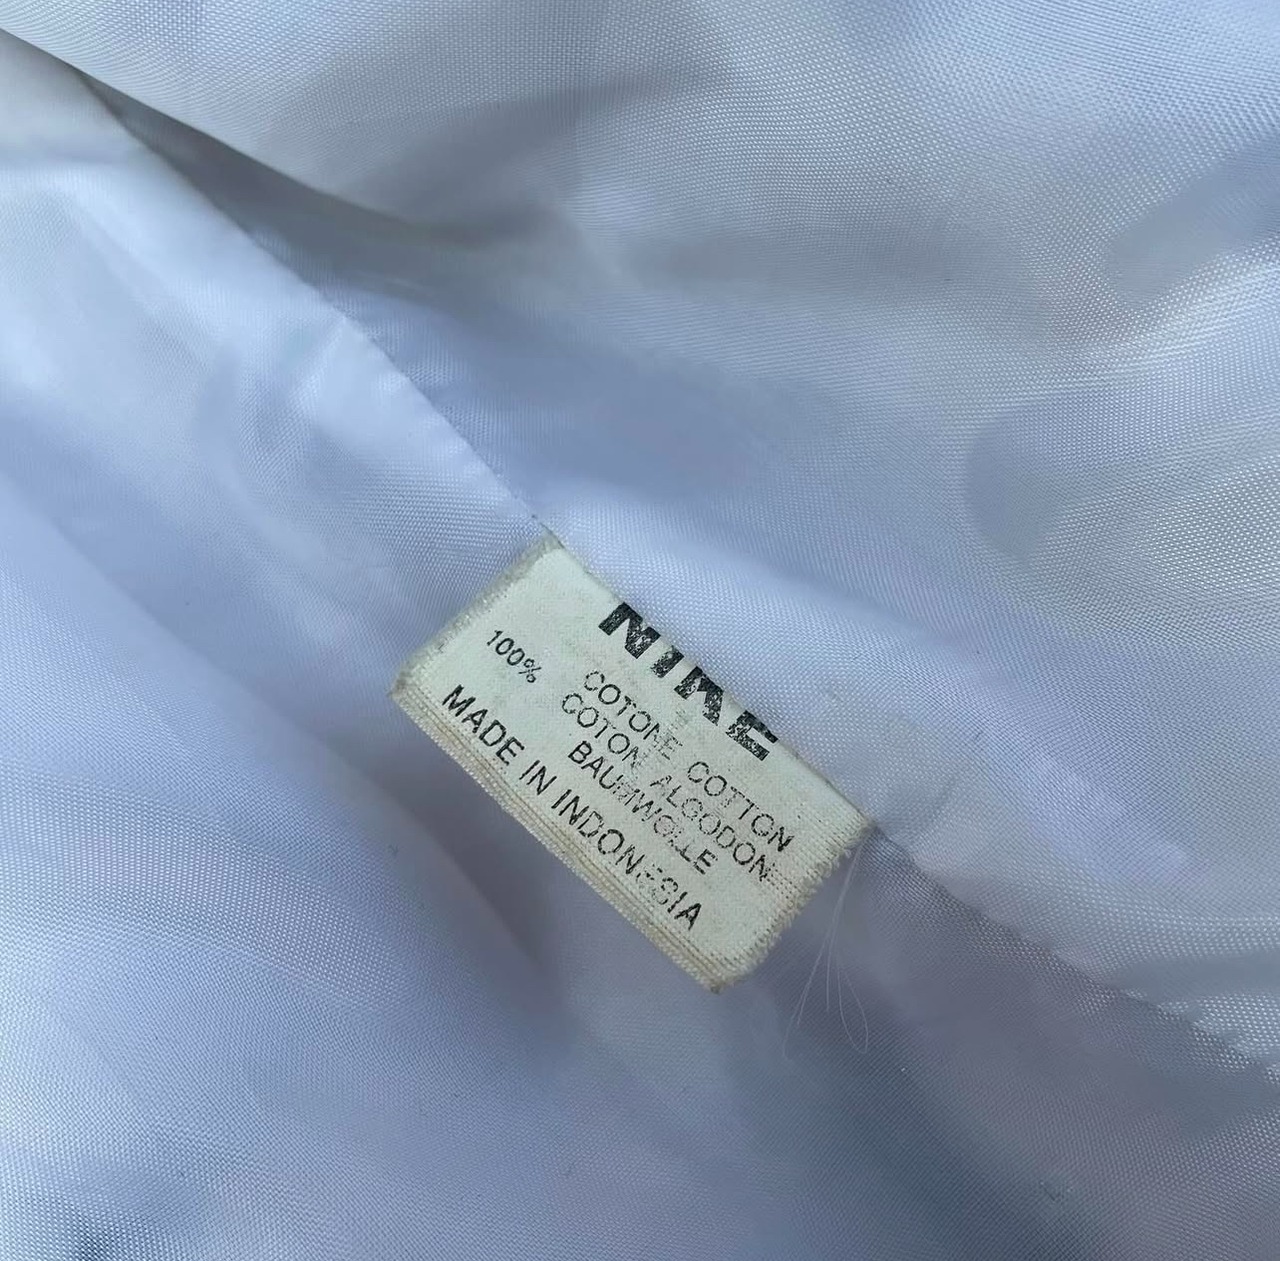 NIKE
100% COTONE COTTON
COTON ALGODON
BAUMWOLLE
MADE IN INDONESIA